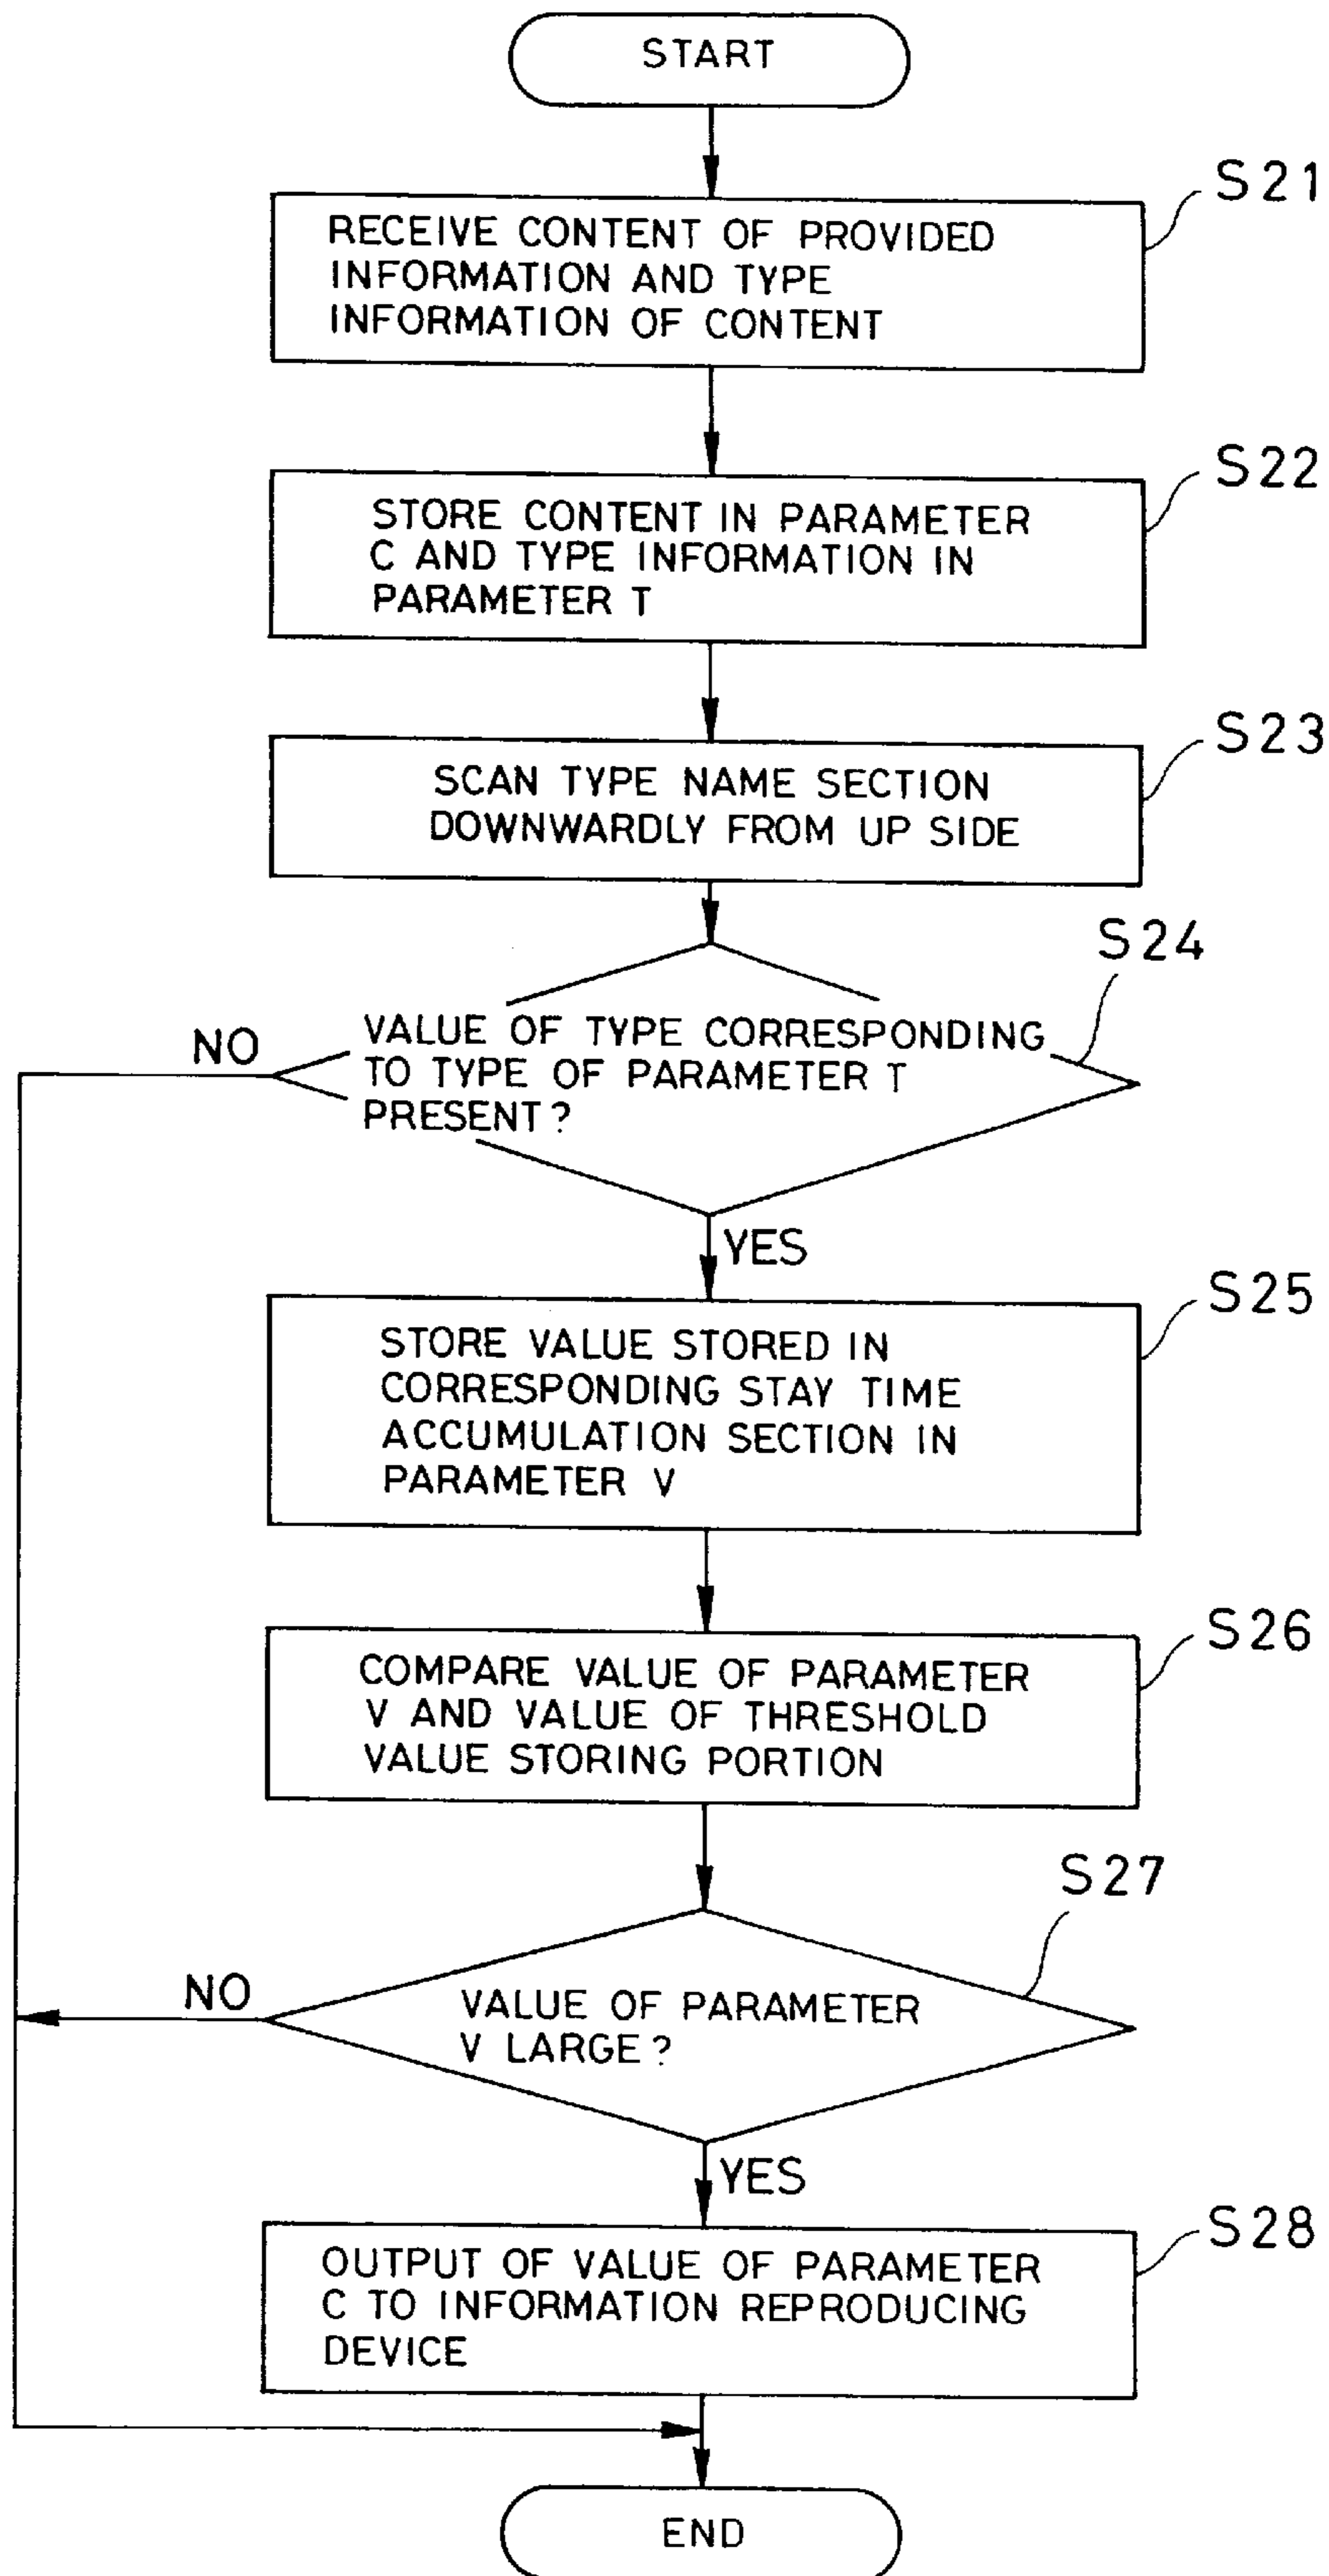 START
S21
RECEIVE CONTENT OF PROVIDED
INFORMATION AND TYPE
INFORMATION OF CONTENT
S22
STORE CONTENT IN PARAMETER
C AND TYPE INFORMATION IN
PARAMETER T
S23
SCAN TYPE NAME SECTION
DOWNWARDLY FROM UP SIDE
S24
NO
VALUE OF TYPE CORRESPONDING
TO TYPE OF PARAMETER T
PRESENT?
YES
S25
STORE VALUE STORED IN
CORRESPONDING STAY TIME
ACCUMULATION SECTION IN
PARAMETER V
S26
COMPARE VALUE OF PARAMETER
V AND VALUE OF THRESHOLD
VALUE STORING PORTION
S27
NO
VALUE OF PARAMETER
V LARGE?
YES
S28
OUTPUT OF VALUE OF PARAMETER
C TO INFORMATION REPRODUCING
DEVICE
END